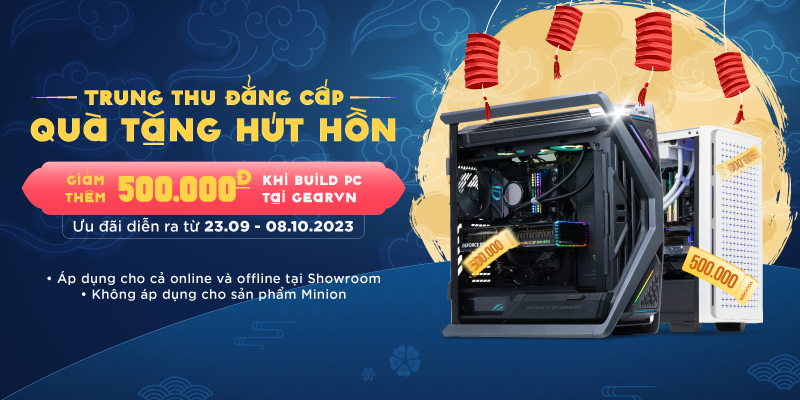 TRUNG THU ĐẲNG CẤP
QUÀ TẶNG HÚT HỒN
GIẢM
THÊM
500.000Đ
KHI BUILD PC
TẠI GEARVN
Ưu đãi diễn ra từ 23.09 - 08.10.2023
• Áp dụng cho cả online và offline tại Showroom
• Không áp dụng cho sản phẩm Minion
GEFORCE
500.000
500.000
VOUCHER